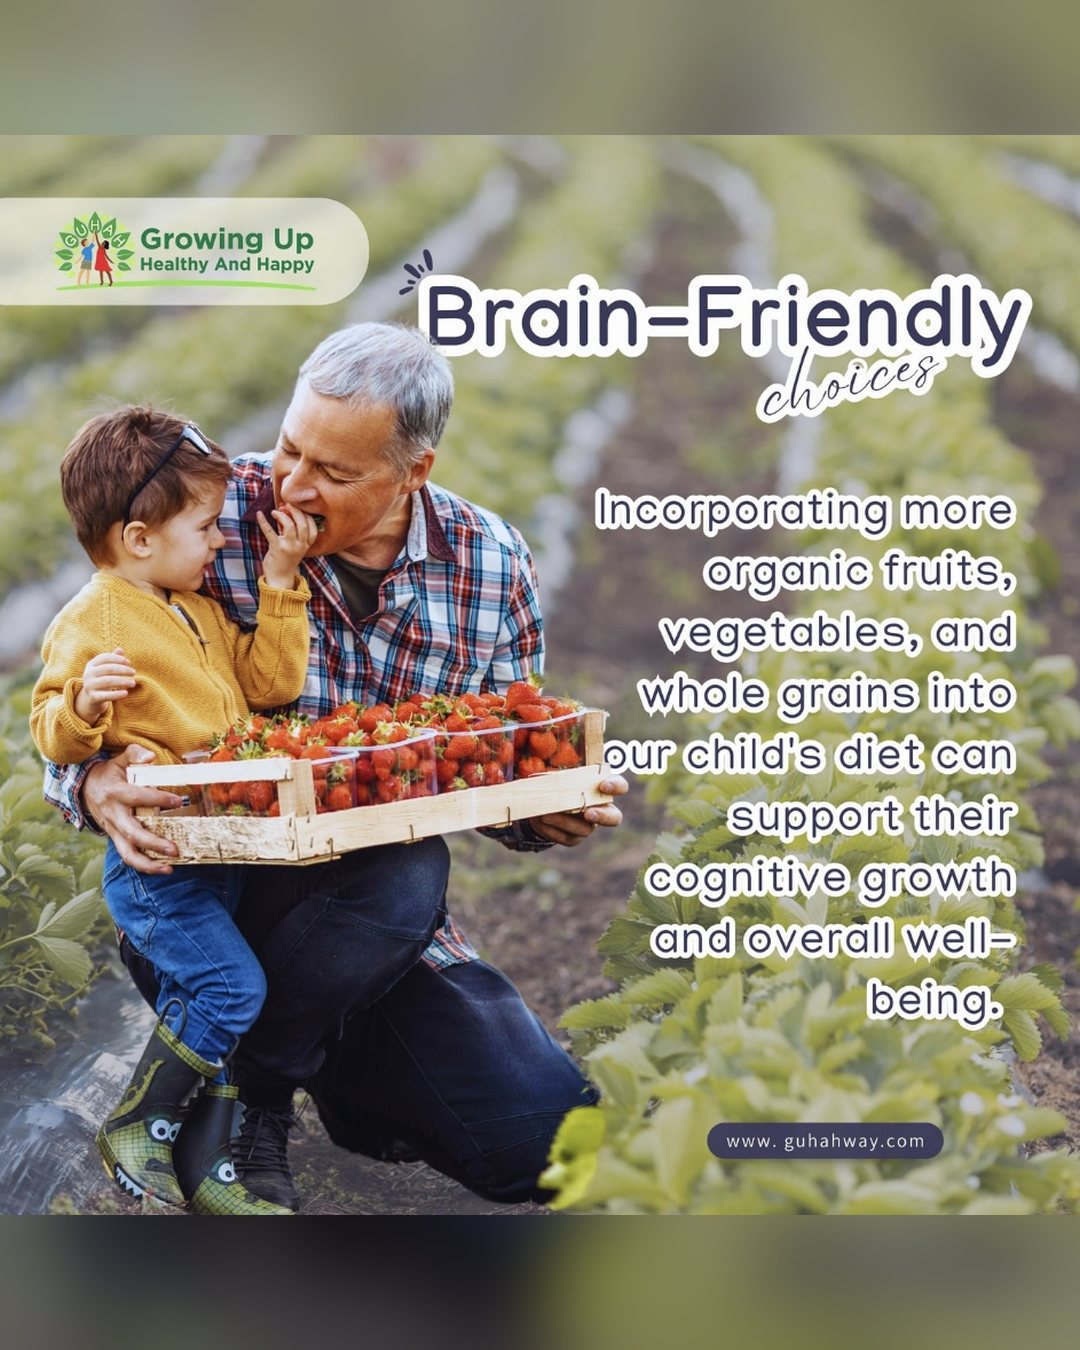 GUHAH
Growing Up
Healthy And Happy
Brain-Friendly
choices
Incorporating more
organic fruits,
vegetables, and
whole grains into
our child's diet can
support their
cognitive growth
and overall well-
being.
www. guhahway.com